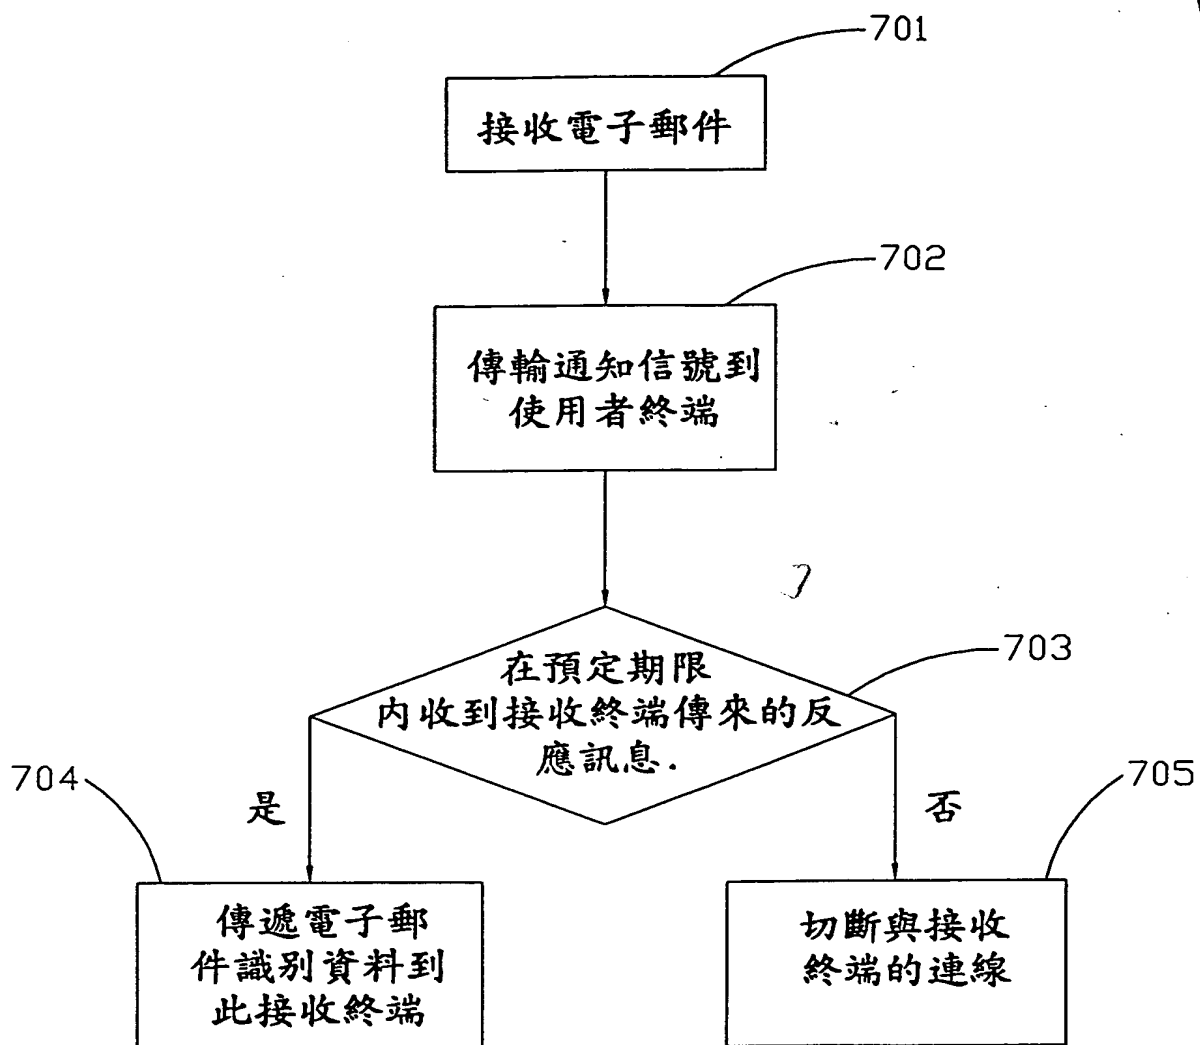 701
接收電子郵件
702
傳輸通知信號到
使用者終端
703
在預定期限
內收到接收終端傳來的反
應訊息.
704
是
否
705
傳遞電子郵
件識別資料到
此接收終端
切斷與接收
終端的連線